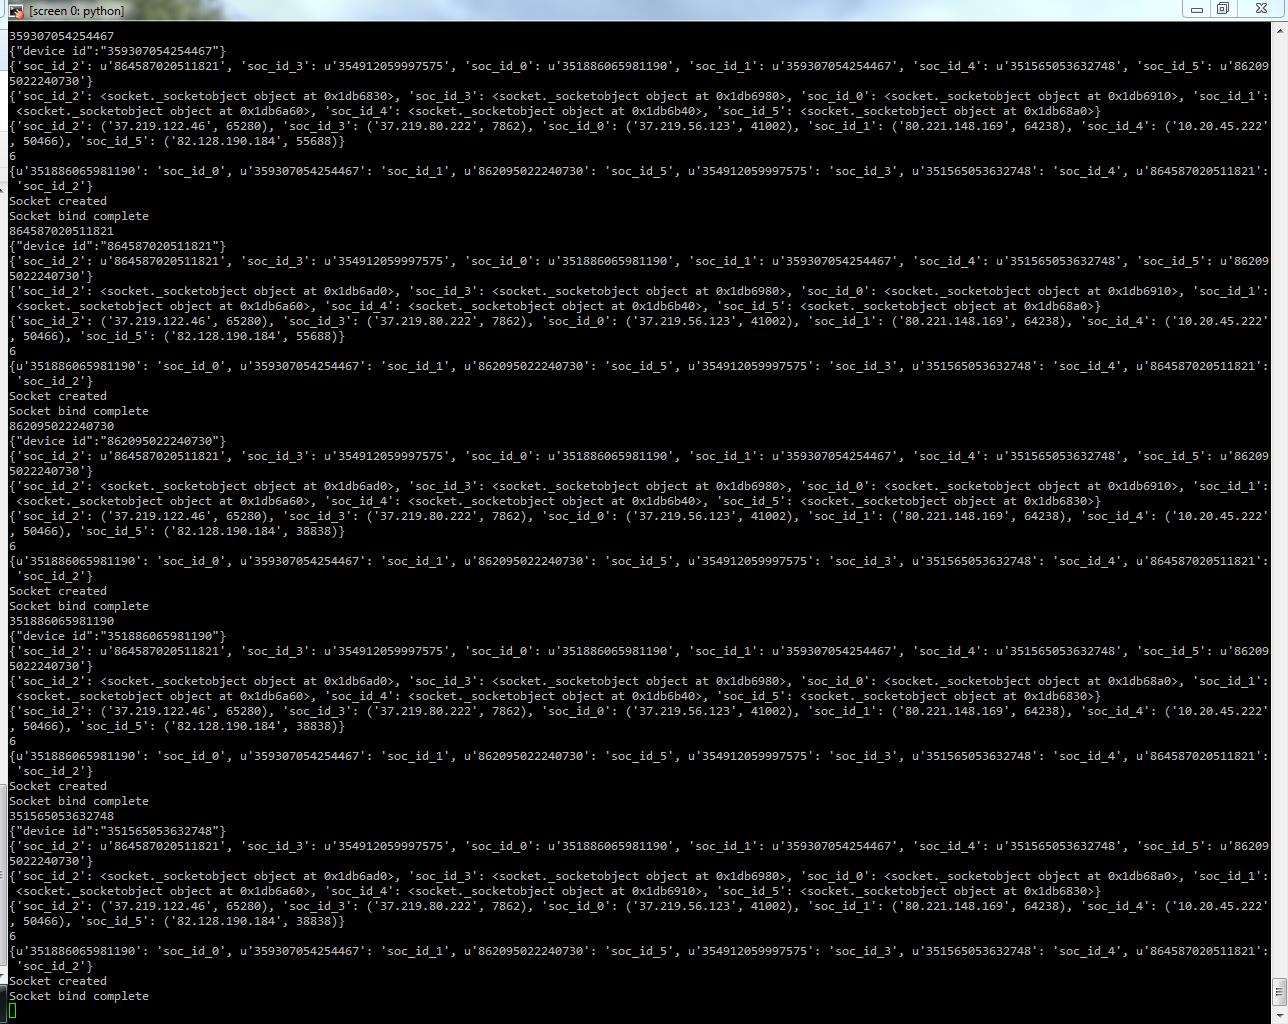 [screen 0: python]
359307054254467
{"device id":"359307054254467"}
{'soc_id_2': u'864587020511821', 'soc_id_3': u'354912059997575', 'soc_id_0': u'351886065981190', 'soc_id_1': u'359307054254467', 'soc_id_4': u'351565053632748', 'soc_id_5': u'86209
5022240730'}
{'soc_id_2': <socket._socketobject object at 0x1db6830>, 'soc_id_3': <socket._socketobject object at 0x1db6980>, 'soc_id_0': <socket._socketobject object at 0x1db6910>, 'soc_id_1':
 <socket._socketobject object at 0x1db6a60>, 'soc_id_4': <socket._socketobject object at 0x1db6b40>, 'soc_id_5': <socket._socketobject object at 0x1db68a0>}
{'soc_id_2': ('37.219.122.46', 65280), 'soc_id_3': ('37.219.80.222', 7862), 'soc_id_0': ('37.219.56.123', 41002), 'soc_id_1': ('80.221.148.169', 64238), 'soc_id_4': ('10.20.45.222'
, 50466), 'soc_id_5': ('82.128.190.184', 55688)}
6
{u'351886065981190': 'soc_id_0', u'359307054254467': 'soc_id_1', u'862095022240730': 'soc_id_5', u'354912059997575': 'soc_id_3', u'351565053632748': 'soc_id_4', u'864587020511821':
 'soc_id_2'}
Socket created
Socket bind complete
864587020511821
{"device id":"864587020511821"}
{'soc_id_2': u'864587020511821', 'soc_id_3': u'354912059997575', 'soc_id_0': u'351886065981190', 'soc_id_1': u'359307054254467', 'soc_id_4': u'351565053632748', 'soc_id_5': u'86209
5022240730'}
{'soc_id_2': <socket._socketobject object at 0x1db6ad0>, 'soc_id_3': <socket._socketobject object at 0x1db6980>, 'soc_id_0': <socket._socketobject object at 0x1db6910>, 'soc_id_1':
 <socket._socketobject object at 0x1db6a60>, 'soc_id_4': <socket._socketobject object at 0x1db6b40>, 'soc_id_5': <socket._socketobject object at 0x1db68a0>}
{'soc_id_2': ('37.219.122.46', 65280), 'soc_id_3': ('37.219.80.222', 7862), 'soc_id_0': ('37.219.56.123', 41002), 'soc_id_1': ('80.221.148.169', 64238), 'soc_id_4': ('10.20.45.222'
, 50466), 'soc_id_5': ('82.128.190.184', 55688)}
6
{u'351886065981190': 'soc_id_0', u'359307054254467': 'soc_id_1', u'862095022240730': 'soc_id_5', u'354912059997575': 'soc_id_3', u'351565053632748': 'soc_id_4', u'864587020511821':
 'soc_id_2'}
Socket created
Socket bind complete
862095022240730
{"device id":"862095022240730"}
{'soc_id_2': u'864587020511821', 'soc_id_3': u'354912059997575', 'soc_id_0': u'351886065981190', 'soc_id_1': u'359307054254467', 'soc_id_4': u'351565053632748', 'soc_id_5': u'86209
5022240730'}
{'soc_id_2': <socket._socketobject object at 0x1db6ad0>, 'soc_id_3': <socket._socketobject object at 0x1db6980>, 'soc_id_0': <socket._socketobject object at 0x1db6910>, 'soc_id_1':
 <socket._socketobject object at 0x1db6a60>, 'soc_id_4': <socket._socketobject object at 0x1db6b40>, 'soc_id_5': <socket._socketobject object at 0x1db6830>}
{'soc_id_2': ('37.219.122.46', 65280), 'soc_id_3': ('37.219.80.222', 7862), 'soc_id_0': ('37.219.56.123', 41002), 'soc_id_1': ('80.221.148.169', 64238), 'soc_id_4': ('10.20.45.222'
, 50466), 'soc_id_5': ('82.128.190.184', 38838)}
6
{u'351886065981190': 'soc_id_0', u'359307054254467': 'soc_id_1', u'862095022240730': 'soc_id_5', u'354912059997575': 'soc_id_3', u'351565053632748': 'soc_id_4', u'864587020511821':
 'soc_id_2'}
Socket created
Socket bind complete
351886065981190
{"device id":"351886065981190"}
{'soc_id_2': u'864587020511821', 'soc_id_3': u'354912059997575', 'soc_id_0': u'351886065981190', 'soc_id_1': u'359307054254467', 'soc_id_4': u'351565053632748', 'soc_id_5': u'86209
5022240730'}
{'soc_id_2': <socket._socketobject object at 0x1db6ad0>, 'soc_id_3': <socket._socketobject object at 0x1db6980>, 'soc_id_0': <socket._socketobject object at 0x1db68a0>, 'soc_id_1':
 <socket._socketobject object at 0x1db6a60>, 'soc_id_4': <socket._socketobject object at 0x1db6b40>, 'soc_id_5': <socket._socketobject object at 0x1db6830>}
{'soc_id_2': ('37.219.122.46', 65280), 'soc_id_3': ('37.219.80.222', 7862), 'soc_id_0': ('37.219.56.123', 41002), 'soc_id_1': ('80.221.148.169', 64238), 'soc_id_4': ('10.20.45.222'
, 50466), 'soc_id_5': ('82.128.190.184', 38838)}
6
{u'351886065981190': 'soc_id_0', u'359307054254467': 'soc_id_1', u'862095022240730': 'soc_id_5', u'354912059997575': 'soc_id_3', u'351565053632748': 'soc_id_4', u'864587020511821':
 'soc_id_2'}
Socket created
Socket bind complete
351565053632748
{"device id":"351565053632748"}
{'soc_id_2': u'864587020511821', 'soc_id_3': u'354912059997575', 'soc_id_0': u'351886065981190', 'soc_id_1': u'359307054254467', 'soc_id_4': u'351565053632748', 'soc_id_5': u'86209
5022240730'}
{'soc_id_2': <socket._socketobject object at 0x1db6ad0>, 'soc_id_3': <socket._socketobject object at 0x1db6980>, 'soc_id_0': <socket._socketobject object at 0x1db68a0>, 'soc_id_1':
 <socket._socketobject object at 0x1db6a60>, 'soc_id_4': <socket._socketobject object at 0x1db6910>, 'soc_id_5': <socket._socketobject object at 0x1db6830>}
{'soc_id_2': ('37.219.122.46', 65280), 'soc_id_3': ('37.219.80.222', 7862), 'soc_id_0': ('37.219.56.123', 41002), 'soc_id_1': ('80.221.148.169', 64238), 'soc_id_4': ('10.20.45.222'
, 50466), 'soc_id_5': ('82.128.190.184', 38838)}
6
{u'351886065981190': 'soc_id_0', u'359307054254467': 'soc_id_1', u'862095022240730': 'soc_id_5', u'354912059997575': 'soc_id_3', u'351565053632748': 'soc_id_4', u'864587020511821':
 'soc_id_2'}
Socket created
Socket bind complete